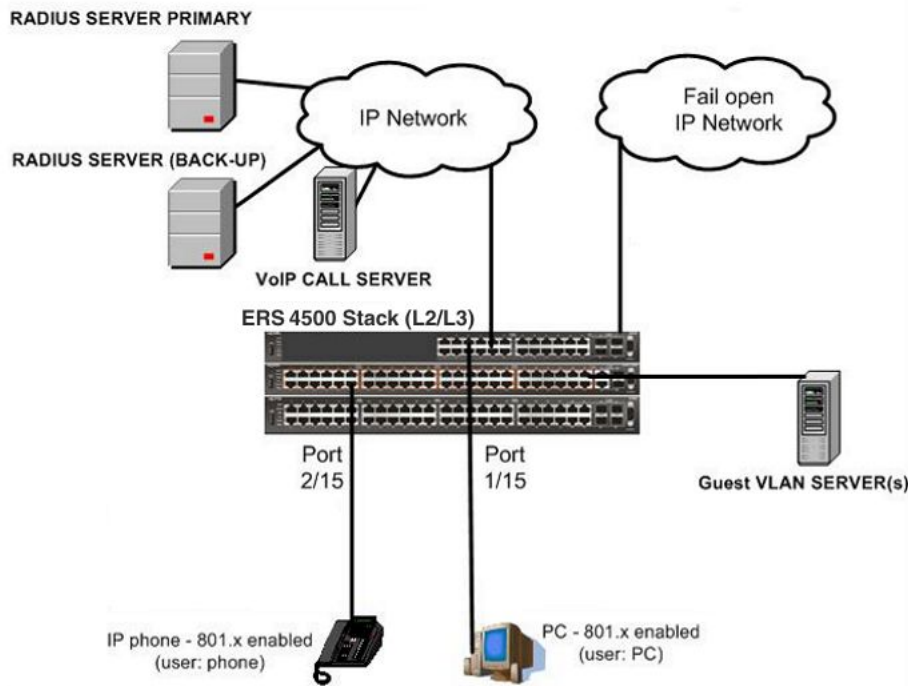 RADIUS SERVER PRIMARY
IP Network
Fail open
IP Network
RADIUS SERVER (BACK-UP)
VoIP CALL SERVER
ERS 4500 Stack (L2/L3)
Port
2/15
Port
1/15
Guest VLAN SERVER(s)
IP phone - 801.x enabled
(user: phone)
PC - 801.x enabled
(user: PC)